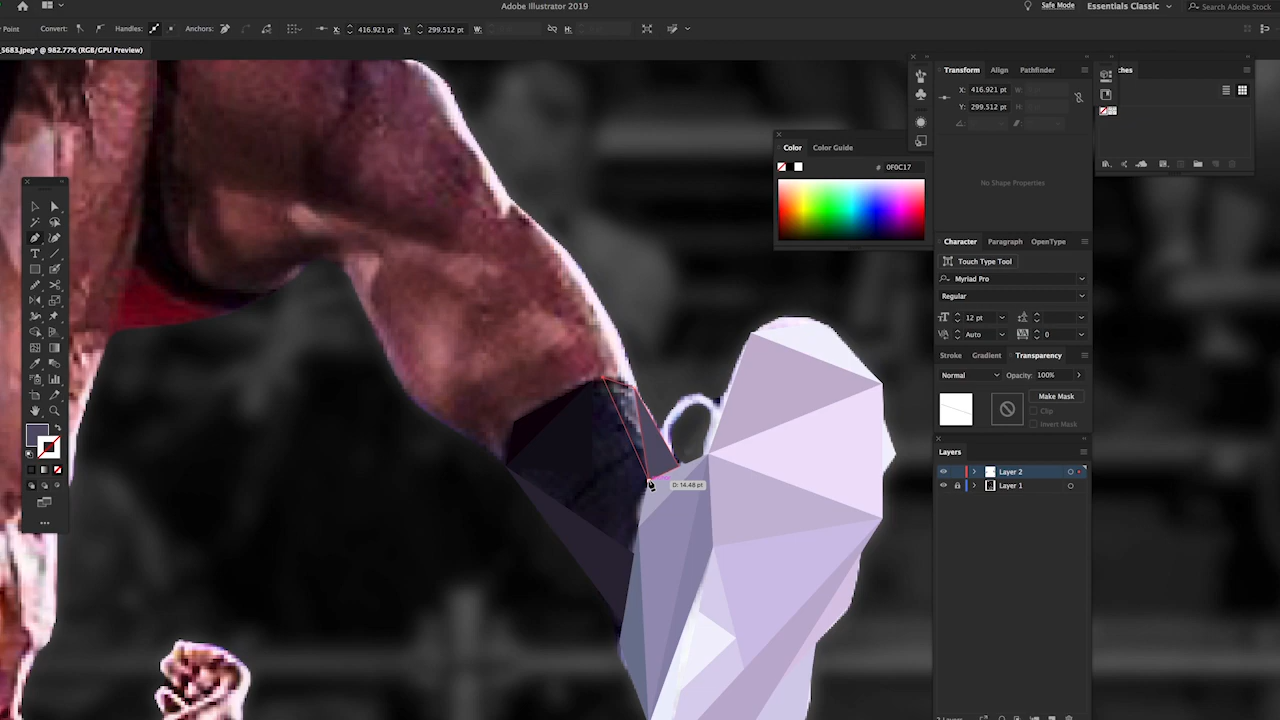 Adobe Illustrator 2019
Safe Mode
Essentials Classic
Search Adobe Stock
Point
Convert:
Handles:
Anchors:
X:
416.921 pt
Y:
299.512 pt
W:
H:
_5683.jpeg* @ 982.77% (RGB/GPU Preview)
Transform
Align
Pathfinder
ches
X:
416.921 pt
W:
Y:
299.512 pt
H:
Color
Color Guide
#
0F0C17
No Shape Properties
Character
Paragraph
OpenType
Touch Type Tool
Myriad Pro
Regular
12 pt
Auto
0
Stroke
Gradient
Transparency
Normal
Opacity:
100%
Make Mask
Clip
Invert Mask
Layers
Layer 2
Layer 1
D: 14.48 pt